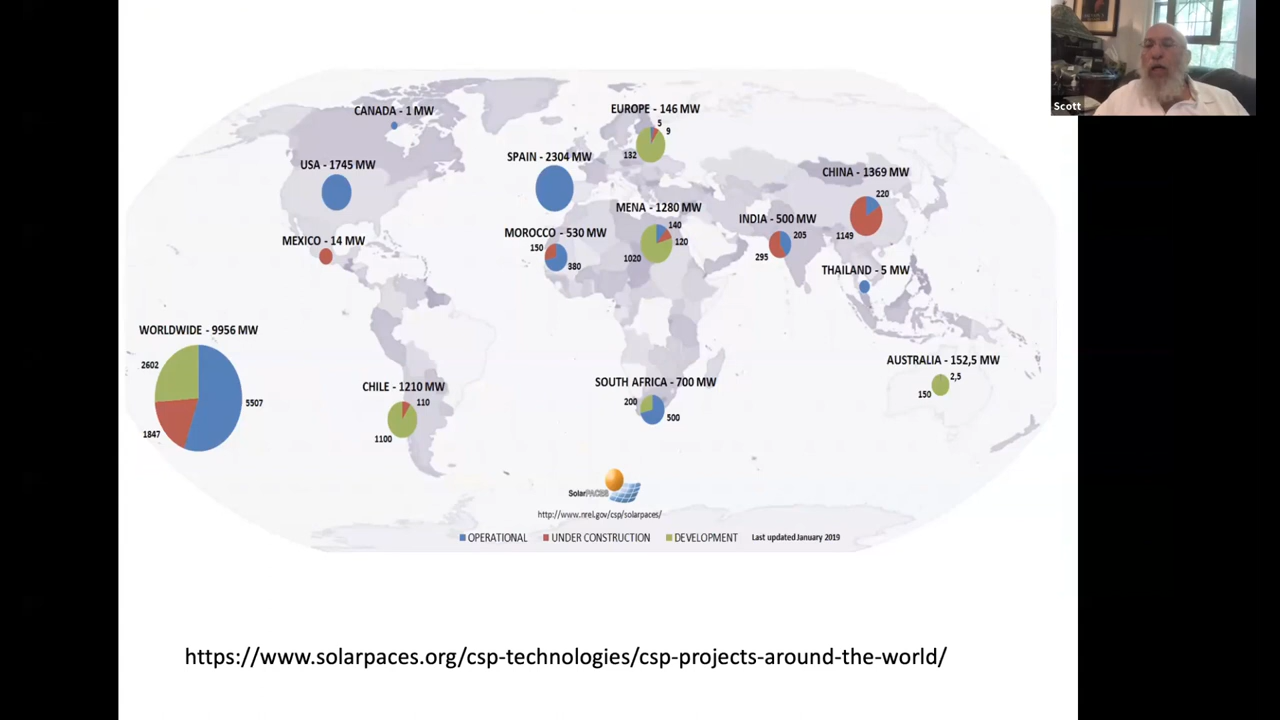 Scott
CANADA - 1 MW
EUROPE - 146 MW
5
9
132
USA - 1745 MW
SPAIN - 2304 MW
CHINA - 1369 MW
220
1149
MENA - 1280 MW
140
120
1020
INDIA - 500 MW
205
295
MOROCCO - 530 MW
150
380
MEXICO - 14 MW
THAILAND - 5 MW
WORLDWIDE - 9956 MW
2602
5507
1847
AUSTRALIA - 152,5 MW
2,5
150
CHILE - 1210 MW
110
1100
SOUTH AFRICA - 700 MW
200
500
SolarPACES
http://www.nrel.gov/csp/solarpaces/
OPERATIONAL UNDER CONSTRUCTION DEVELOPMENT Last updated January 2019
https://www.solarpaces.org/csp-technologies/csp-projects-around-the-world/